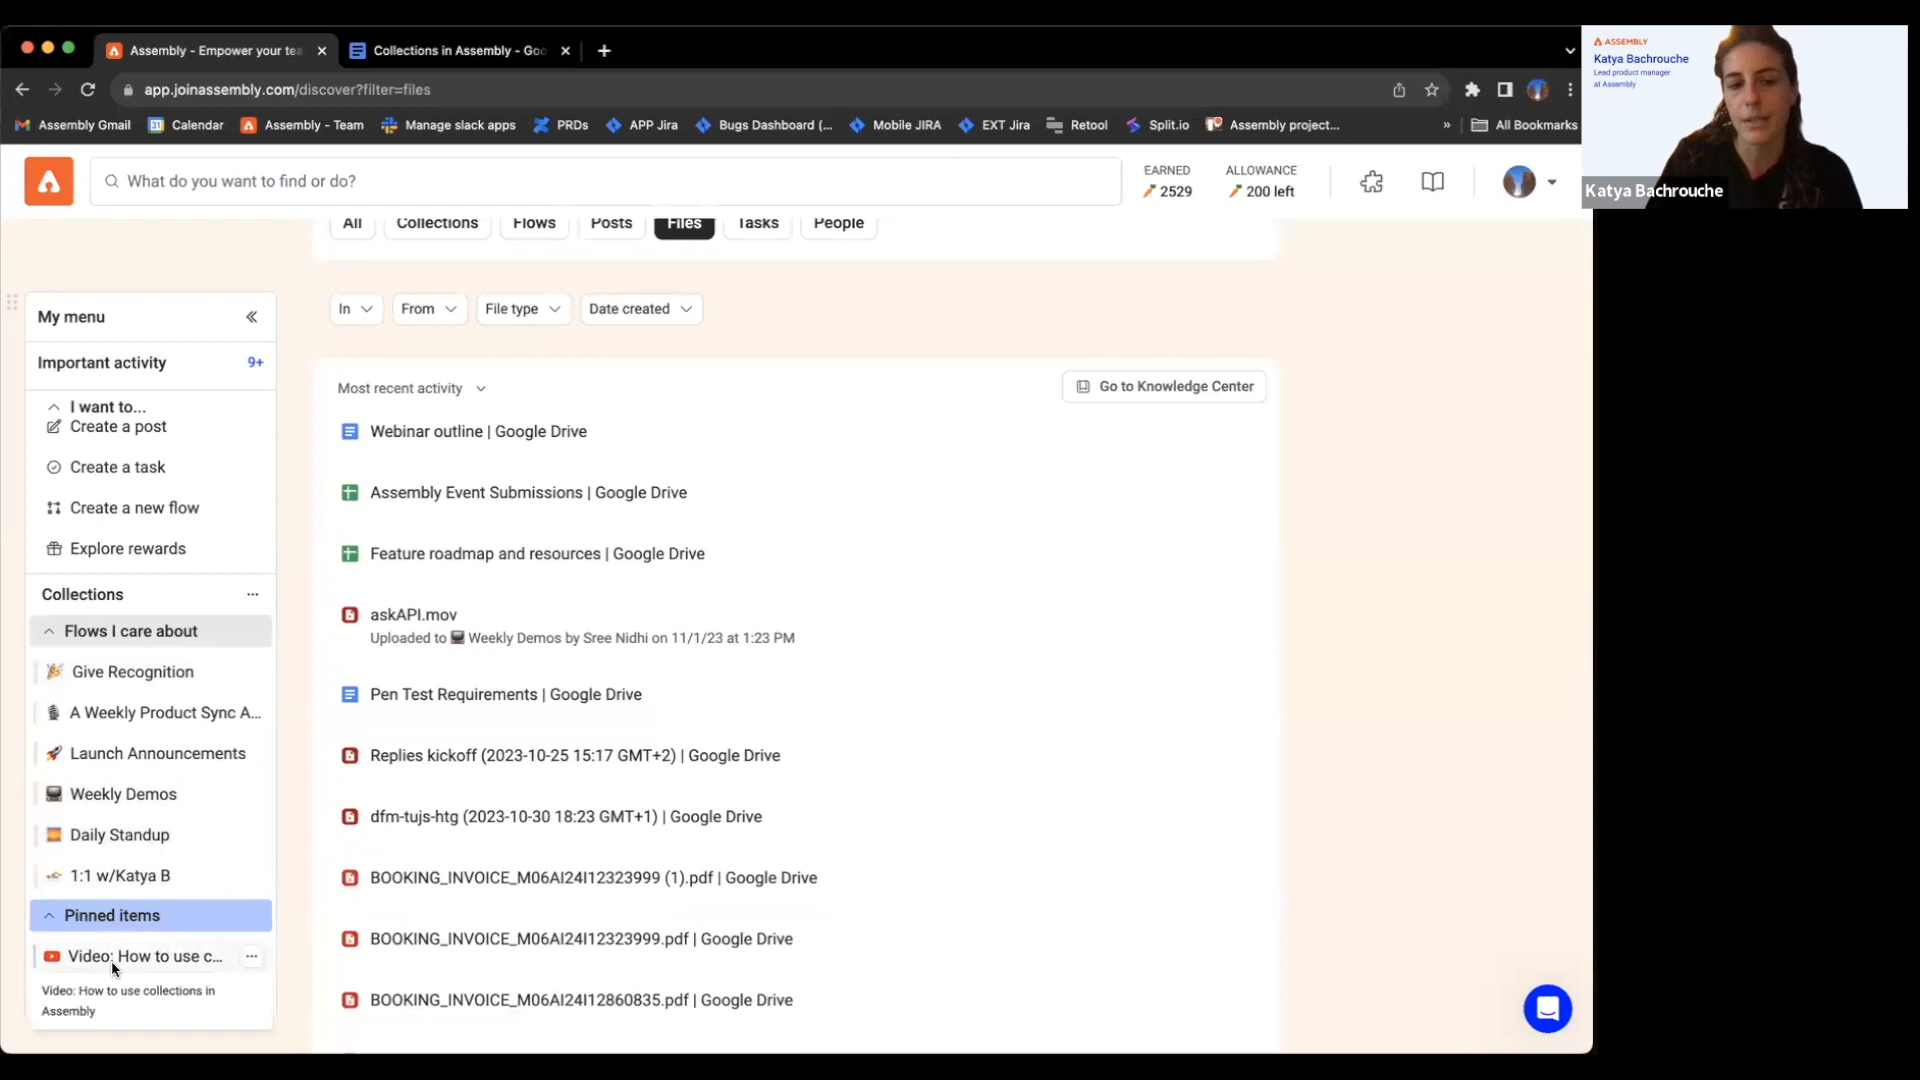 Assembly - Empower your tea
Collections in Assembly - Goo
app.joinassembly.com/discover?filter=files
Assembly Gmail
31 Calendar
Assembly - Team
Manage slack apps
PRDs
APP Jira
Bugs Dashboard (...
Mobile JIRA
EXT Jira
Retool
Split.io
Assembly project...
»
All Bookmarks
What do you want to find or do?
EARNED
2529
ALLOWANCE
200 left
ASSEMBLY
Katya Bachrouche
Lead product manager
at Assembly
Katya Bachrouche
All
Collections
Flows
Posts
Files
Tasks
People
In
From
File type
Date created
My menu
Important activity 9+
I want to...
Create a post
Create a task
Create a new flow
Explore rewards
Collections
Flows I care about
Give Recognition
A Weekly Product Sync A...
Launch Announcements
Weekly Demos
Daily Standup
1:1 w/Katya B
Pinned items
Video: How to use c...
Video: How to use collections in
Assembly
Most recent activity
Go to Knowledge Center
Webinar outline | Google Drive
Assembly Event Submissions | Google Drive
Feature roadmap and resources | Google Drive
askAPI.mov
Uploaded to Weekly Demos by Sree Nidhi on 11/1/23 at 1:23 PM
Pen Test Requirements | Google Drive
Replies kickoff (2023-10-25 15:17 GMT+2) | Google Drive
dfm-tujs-htg (2023-10-30 18:23 GMT+1) | Google Drive
BOOKING_INVOICE_M06AI24I12323999 (1).pdf | Google Drive
BOOKING_INVOICE_M06AI24I12323999.pdf | Google Drive
BOOKING_INVOICE_M06AI24I12860835.pdf | Google Drive